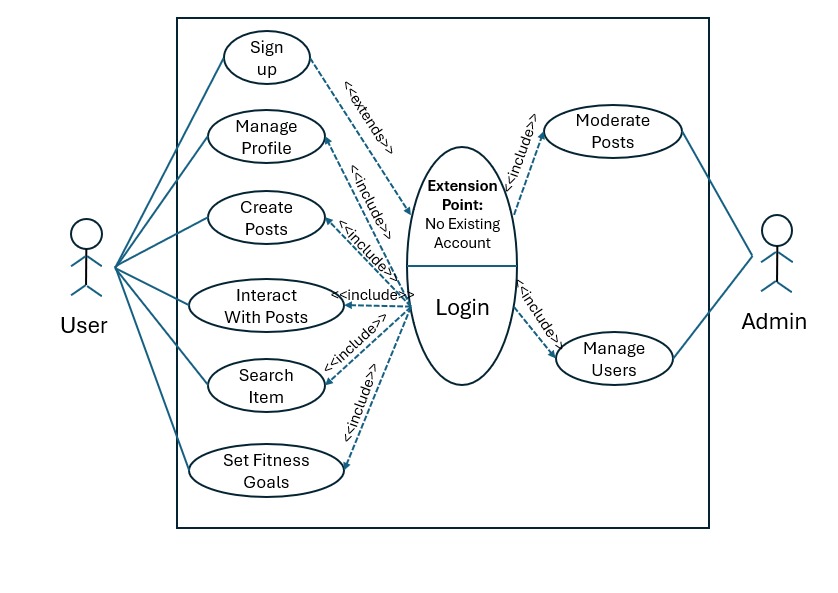 Sign
up
<<extends>>
Manage
Profile
<<include>>
Create
Posts
<<include>>
Interact
With Posts
<<include>>
Search
Item
<<include>>
Set Fitness
Goals
<<include>>
User
Extension
Point:
No Existing
Account
Login
<<include>>
Moderate
Posts
<<include>>
Manage
Users
Admin